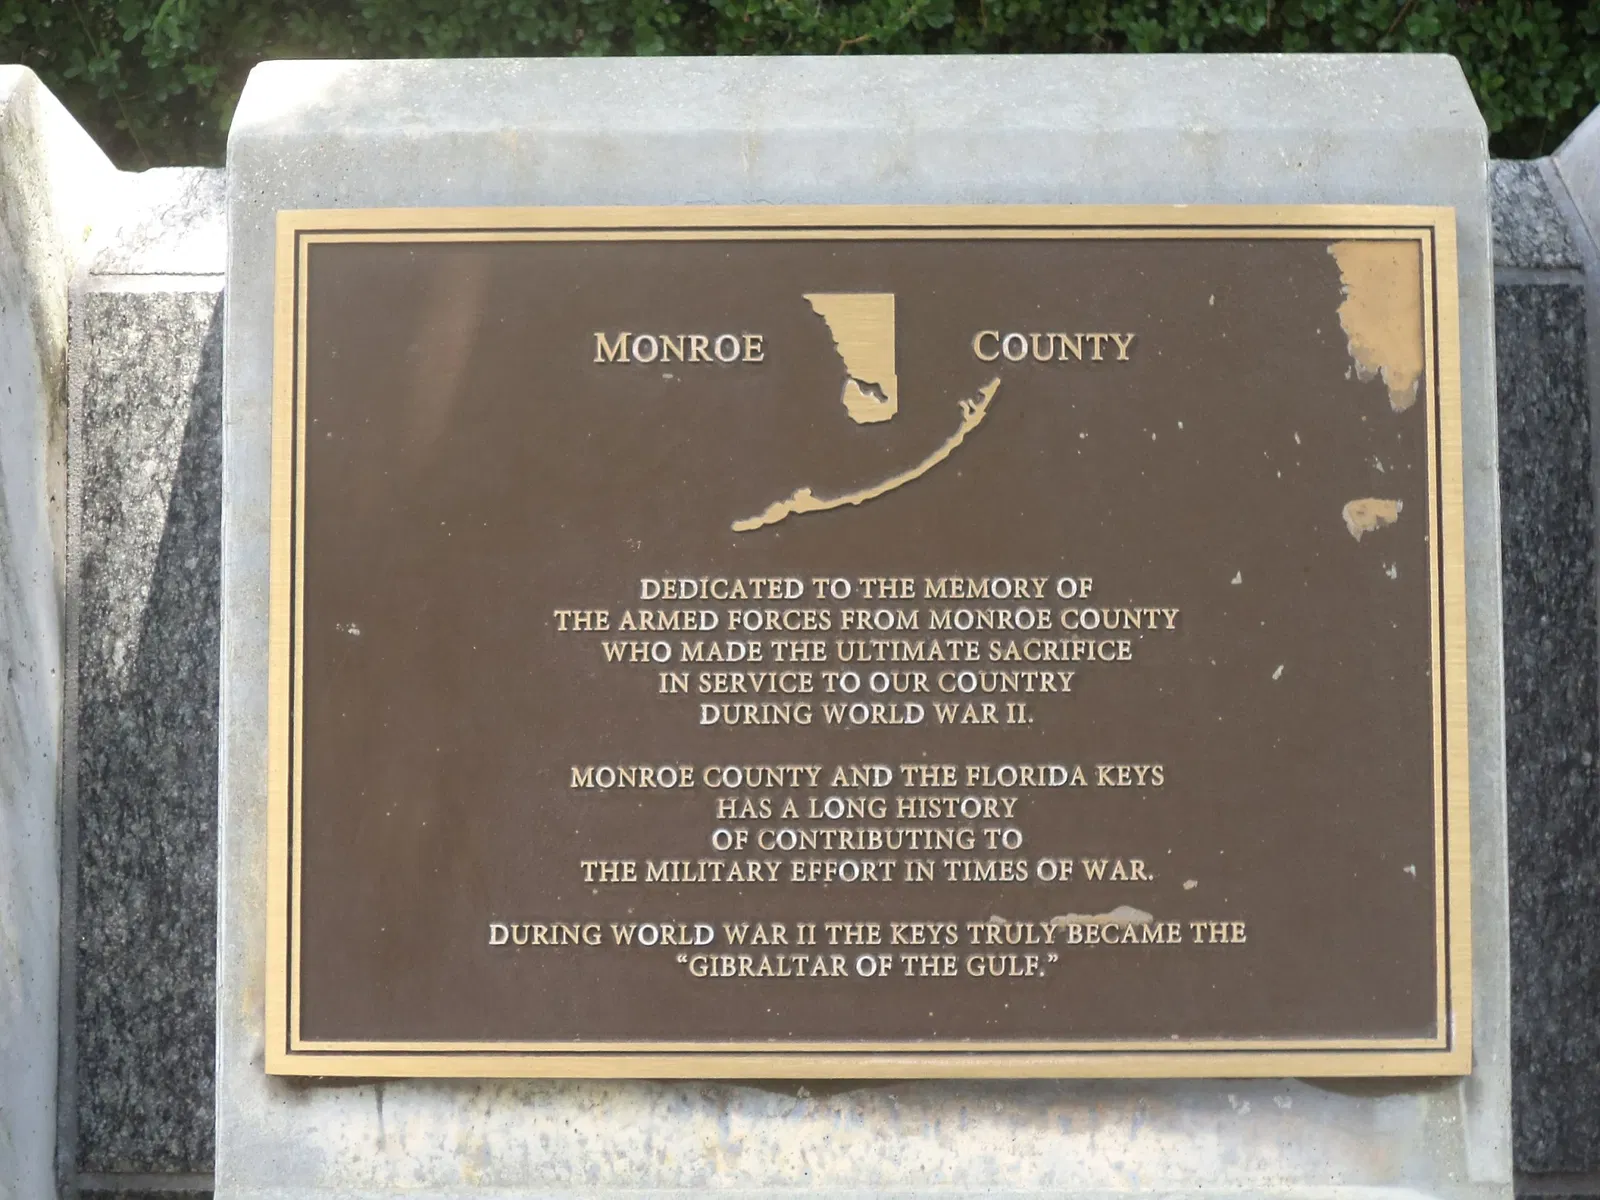 MONROE COUNTY
DEDICATED TO THE MEMORY OF
THE ARMED FORCES FROM MONROE COUNTY
WHO MADE THE ULTIMATE SACRIFICE
IN SERVICE TO OUR COUNTRY
DURING WORLD WAR II.
MONROE COUNTY AND THE FLORIDA KEYS
HAS A LONG HISTORY
OF CONTRIBUTING TO
THE MILITARY EFFORT IN TIMES OF WAR.
DURING WORLD WAR II THE KEYS TRULY BECAME THE
“GIBRALTAR OF THE GULF.”